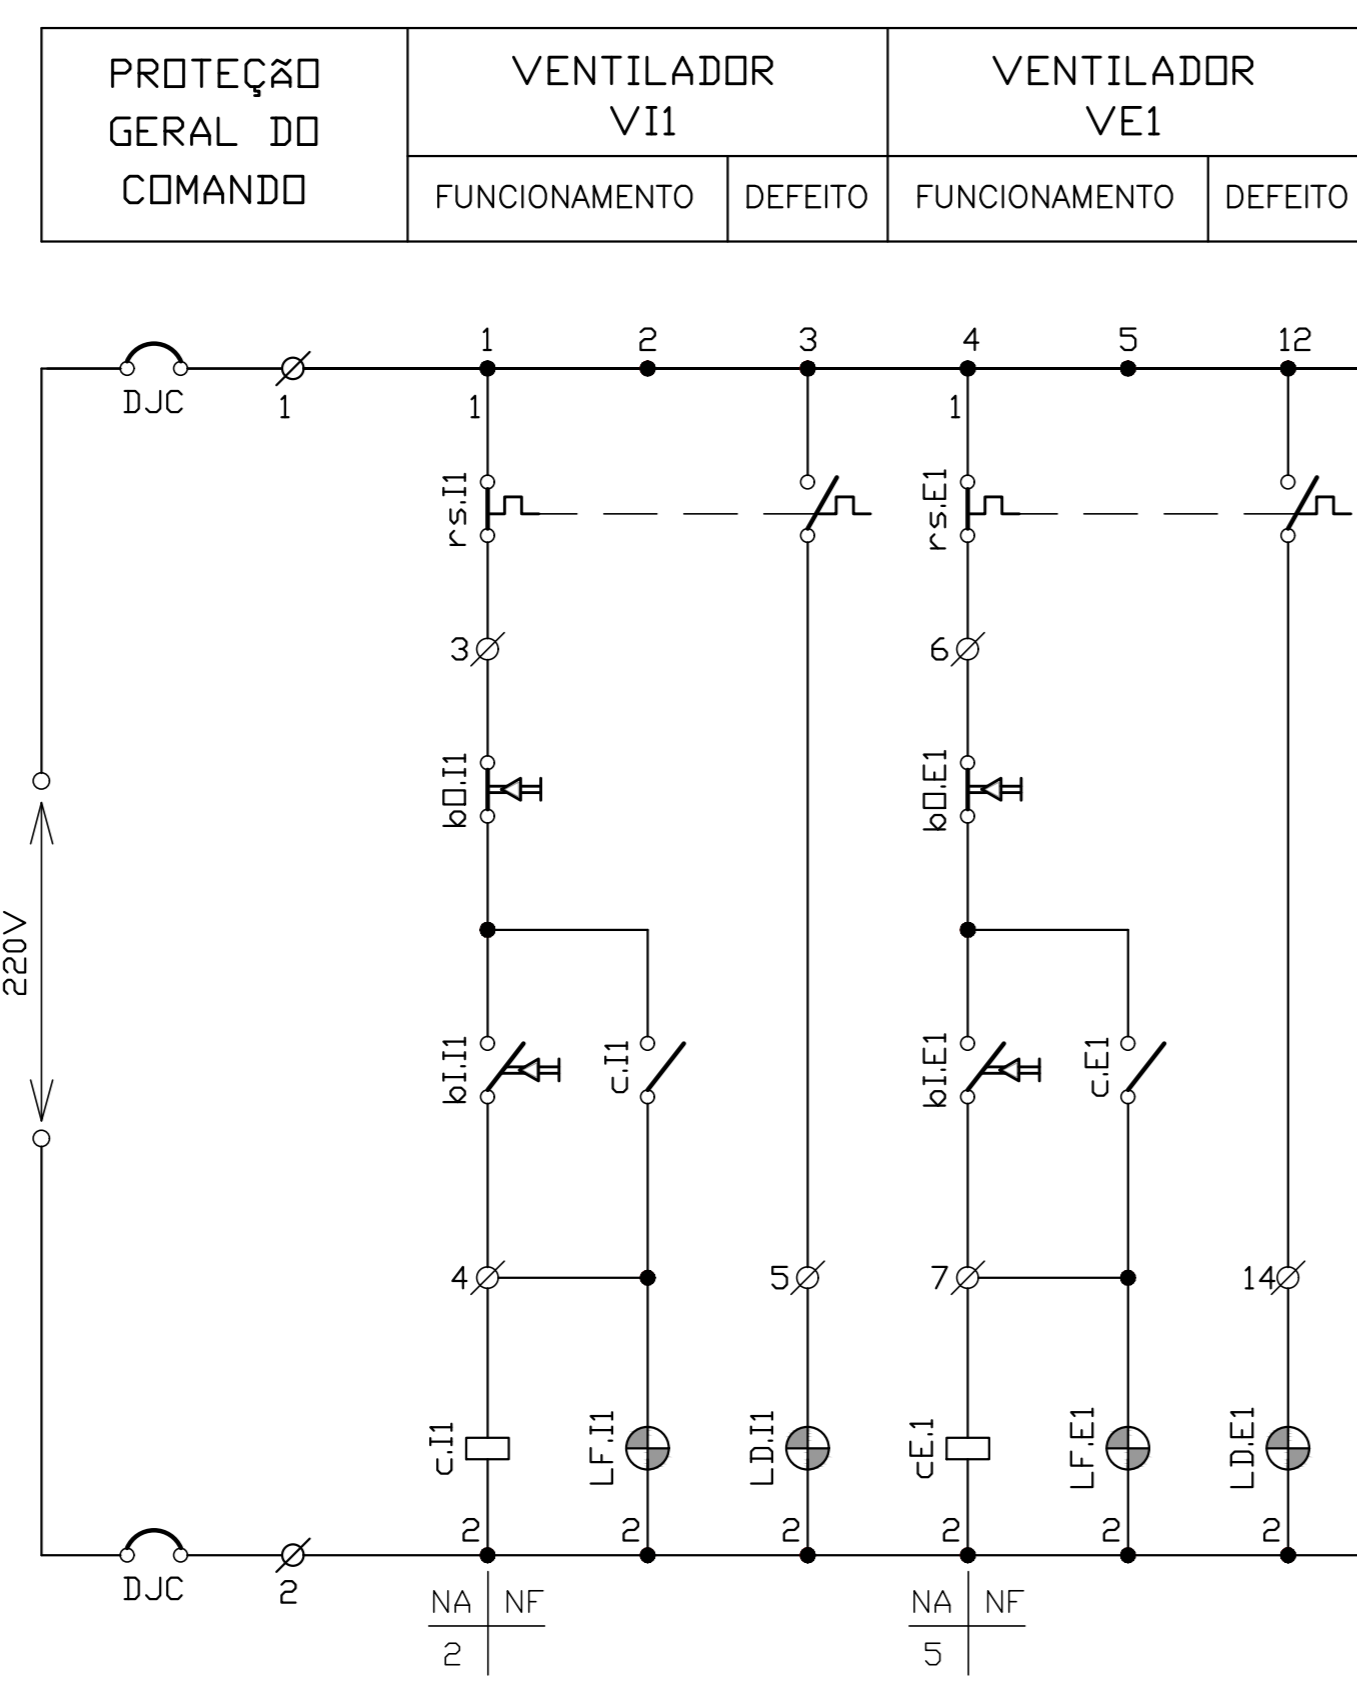 PROTEÇÃO
GERAL DO
COMANDO
VENTILADOR
VI1
VENTILADOR
VE1
FUNCIONAMENTO
DEFEITO
FUNCIONAMENTO
DEFEITO
1
2
3
4
5
12
DJC
1
1
1
rs.I1
rs.E1
3
6
b0.I1
b0.E1
220V
bI.I1
c.I1
bI.E1
c.E1
4
5
7
14
c.I1
LF.I1
LD.I1
cE.1
LF.E1
LD.E1
2
2
2
2
2
2
DJC
2
NA NF
2
NA NF
5